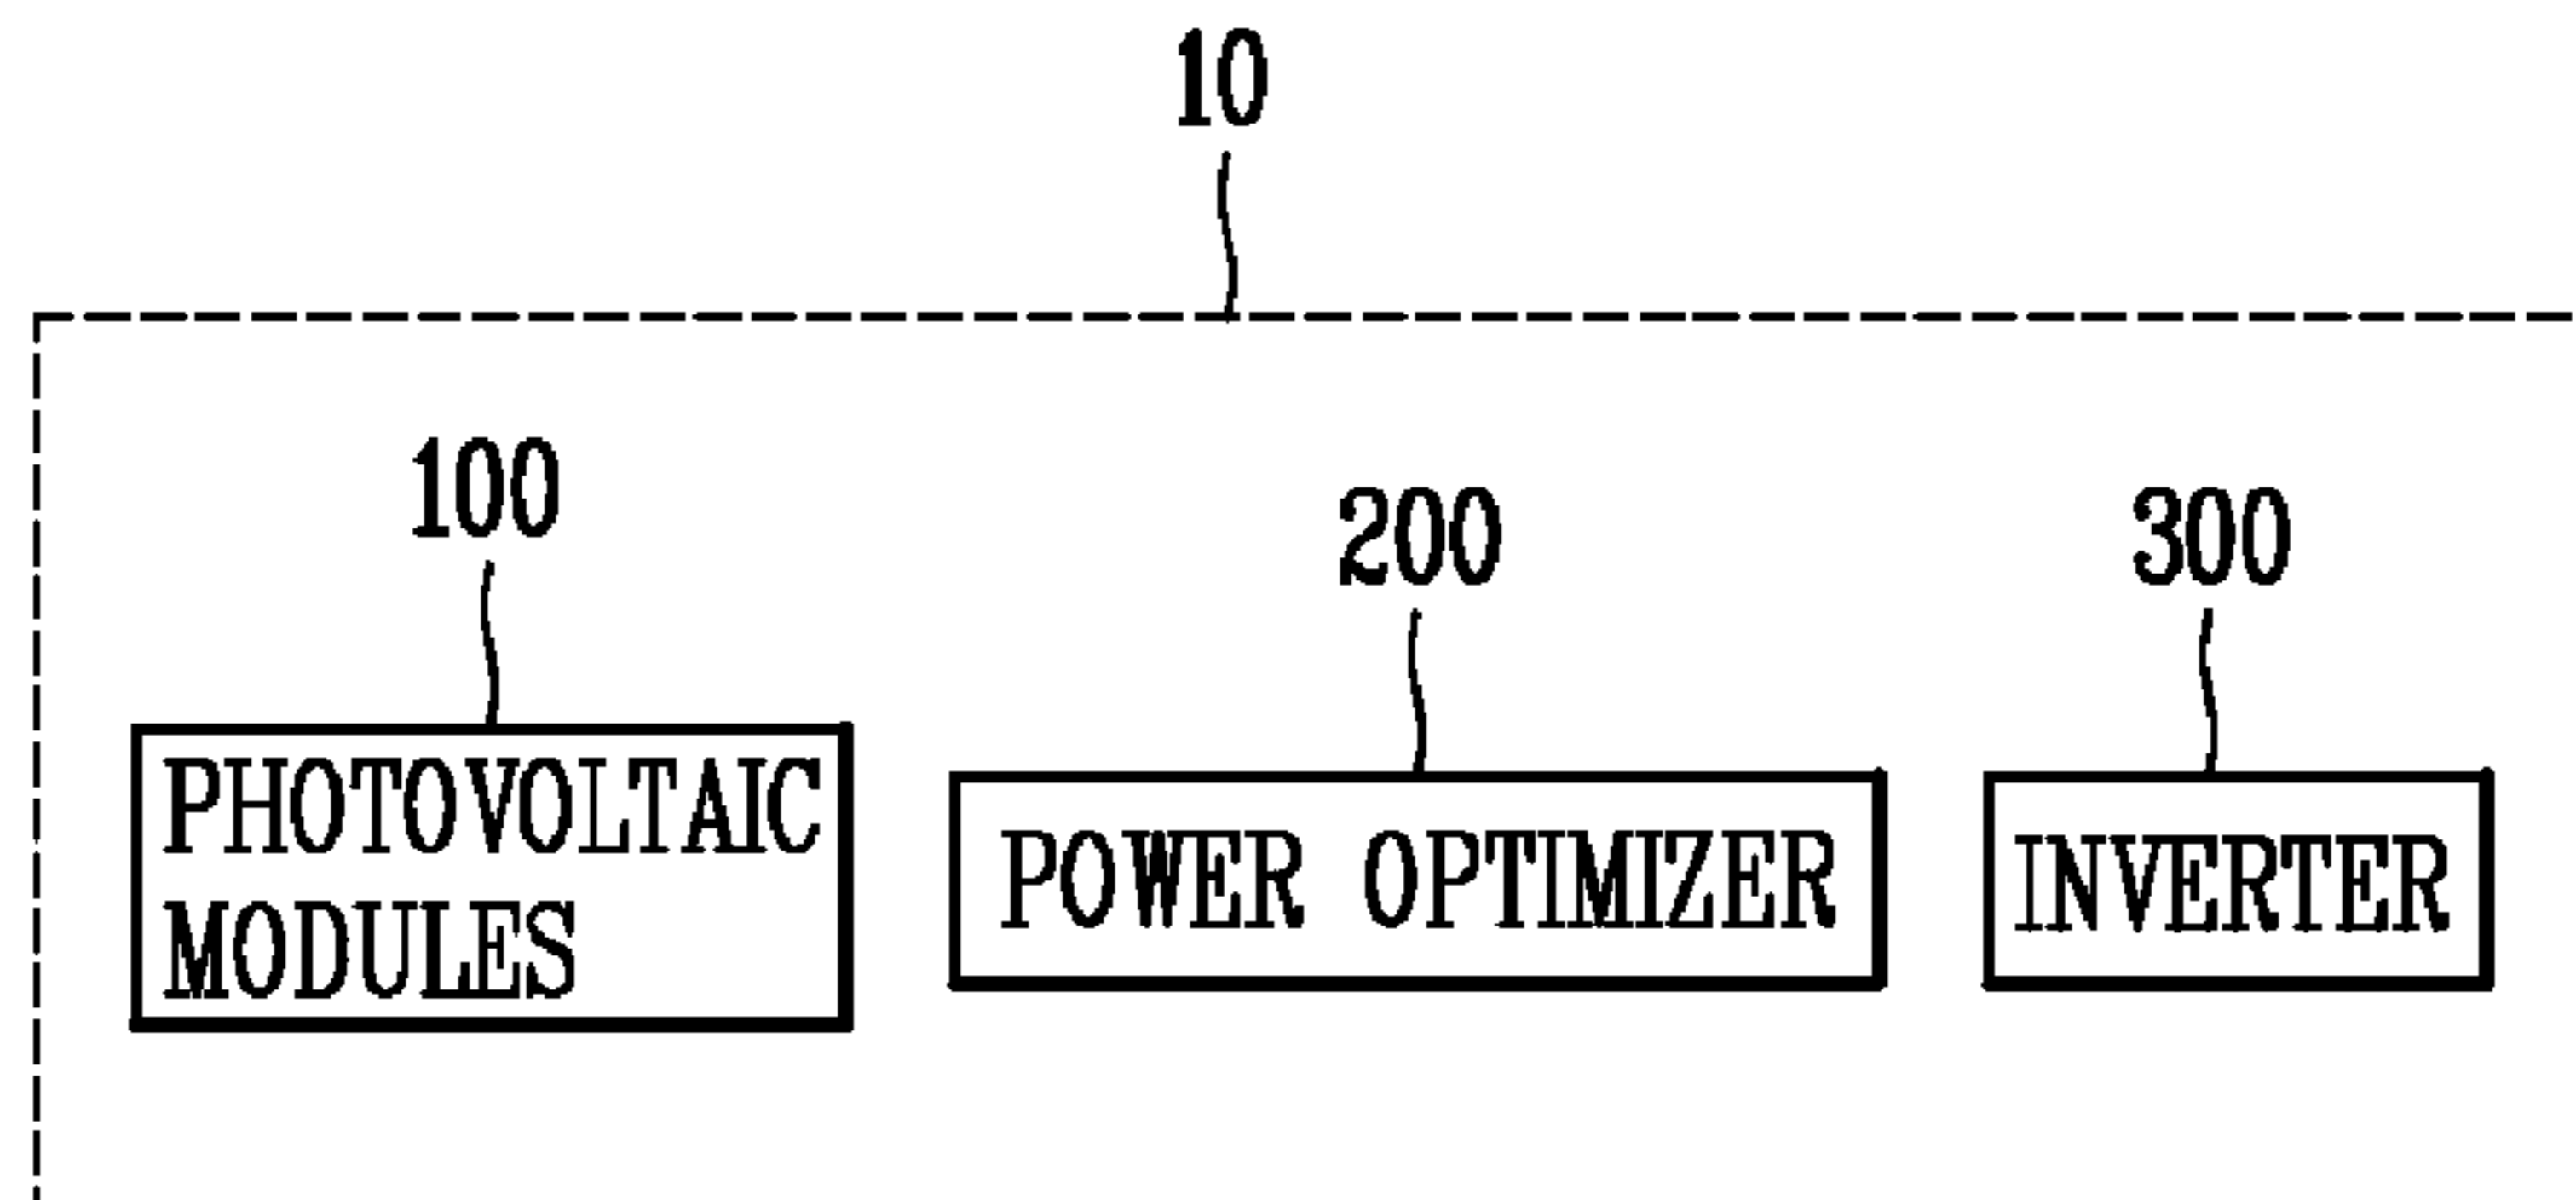 10
100
200
300
PHOTOVOLTAIC
MODULES
POWER OPTIMIZER
INVERTER